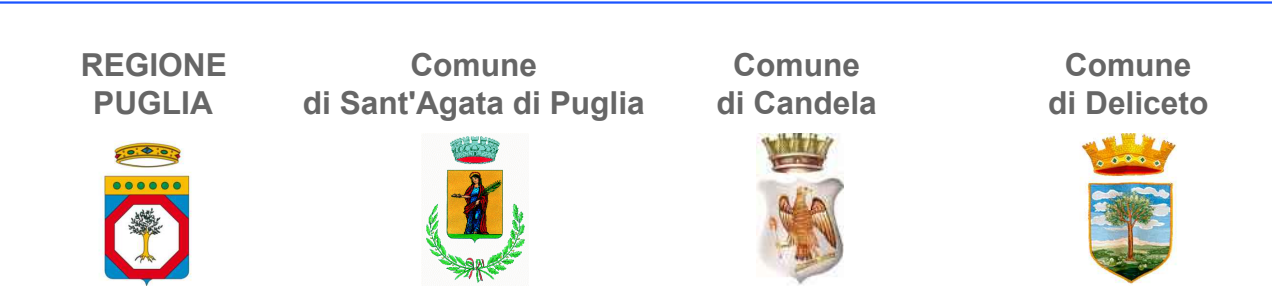 REGIONE
PUGLIA
Comune
di Sant'Agata di Puglia
Comune
di Candela
Comune
di Deliceto